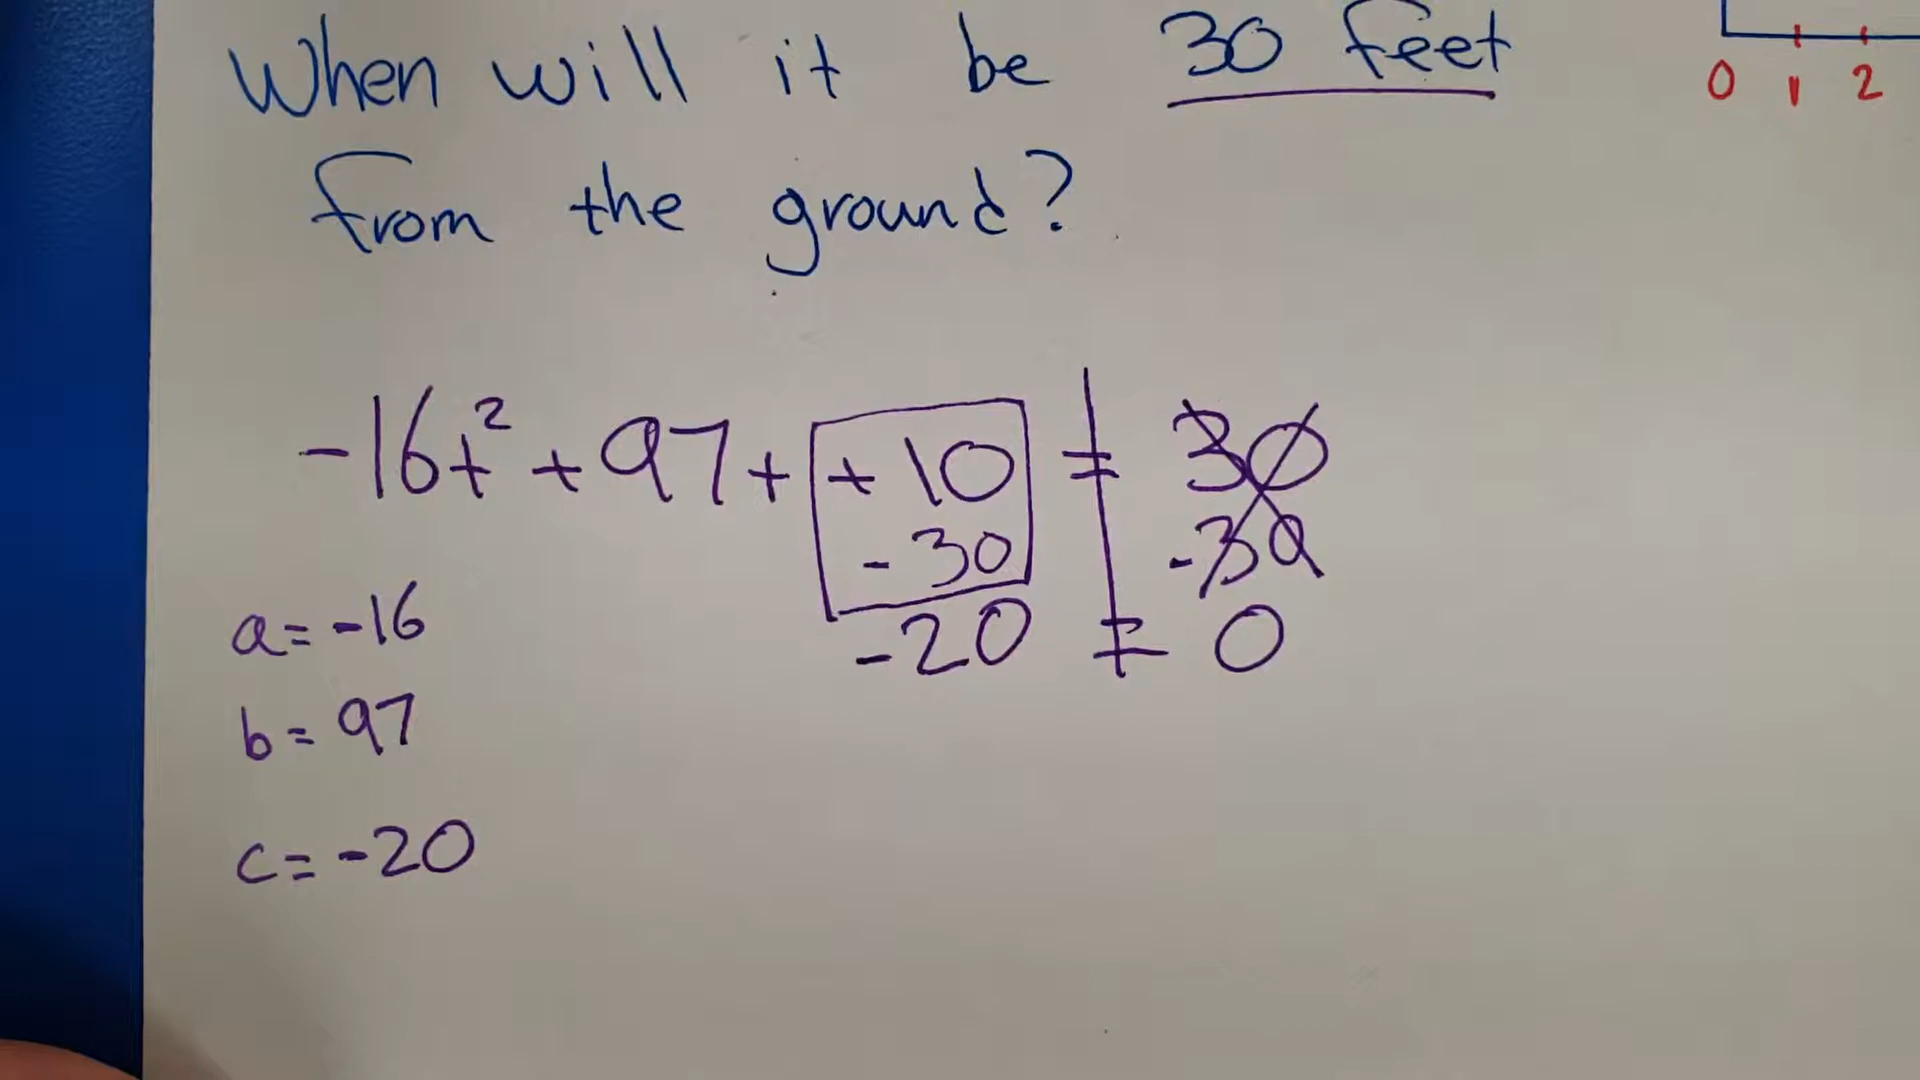 When will it be 30 feet
from the ground?
0 1 2
-16t² + 97t + 10 = 30
- 30 -30
-20 = 0
a = -16
b = 97
c = -20